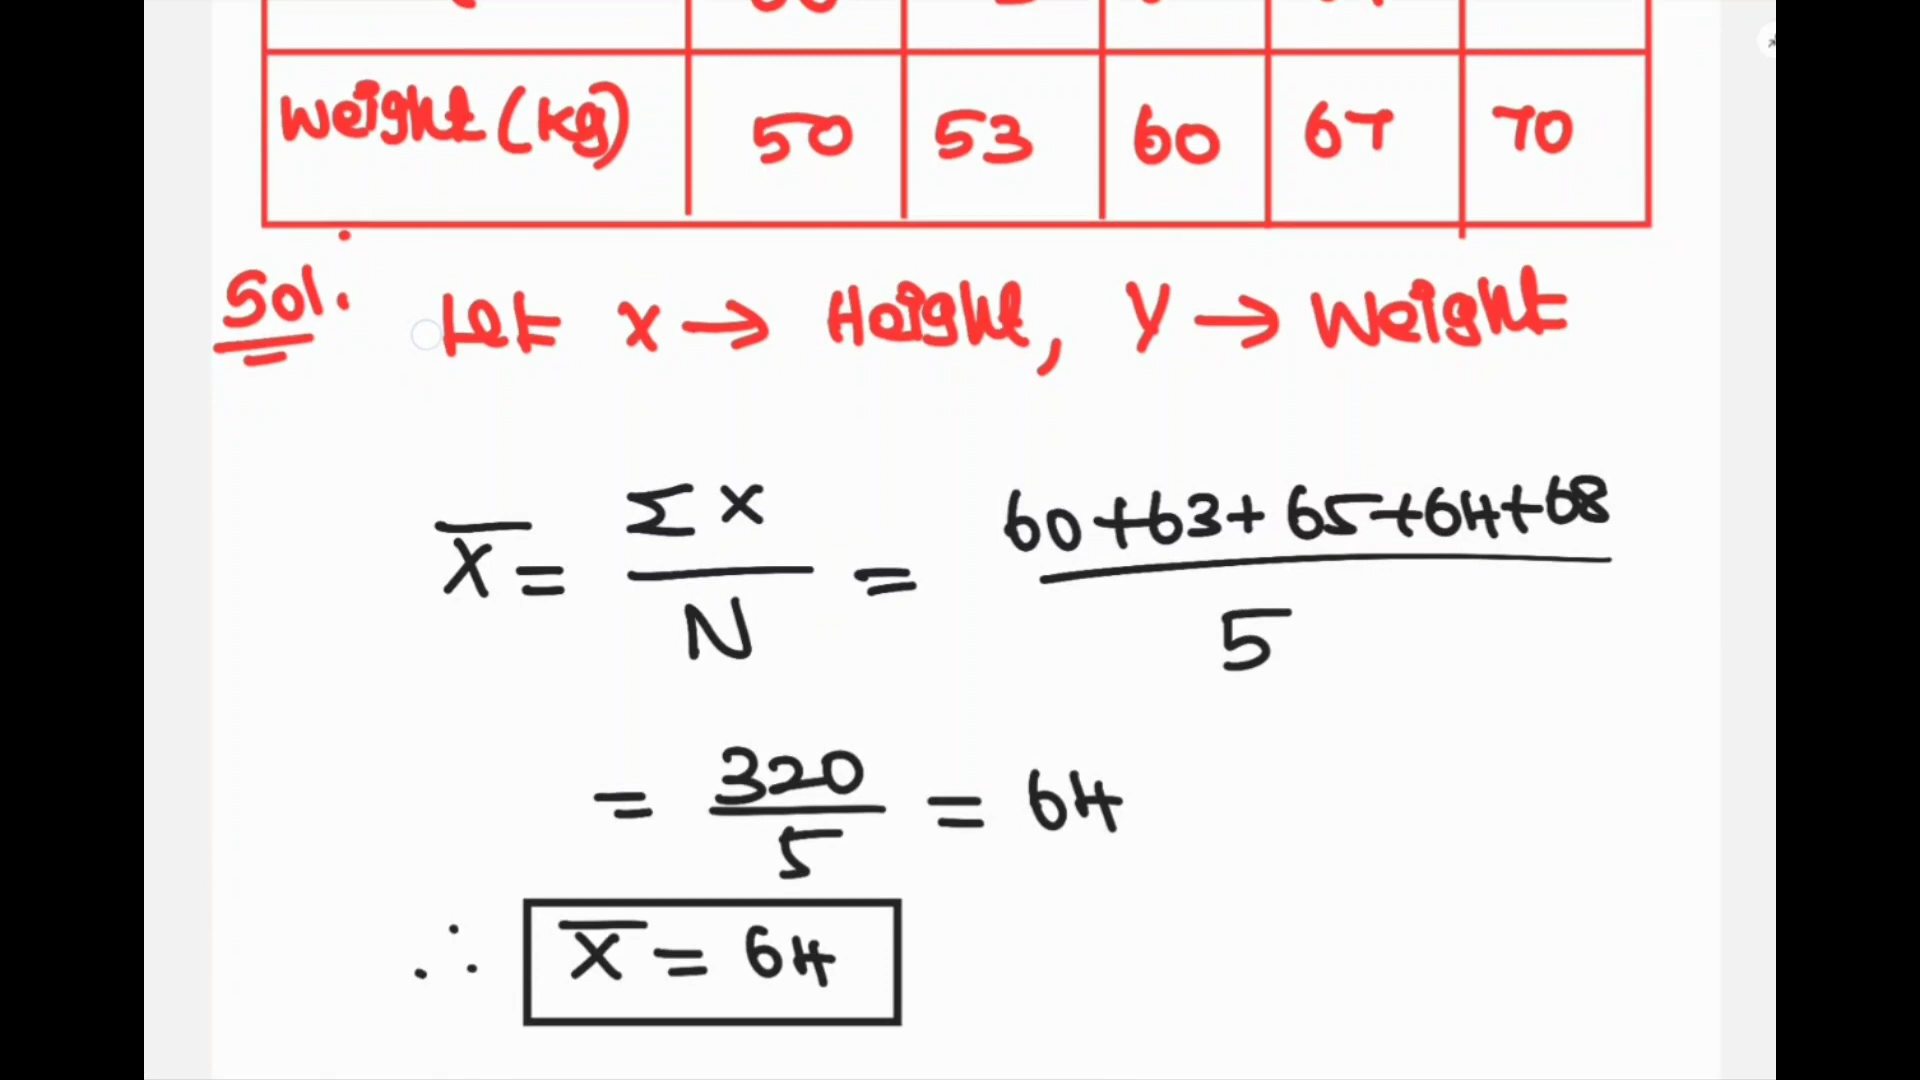 Weight (kg) 50 53 60 67 70
Sol. Let X → Height, Y → Weight
X̅ = ΣX / N = 60+63+65+64+68 / 5
= 320 / 5 = 64
∴ X̅ = 64